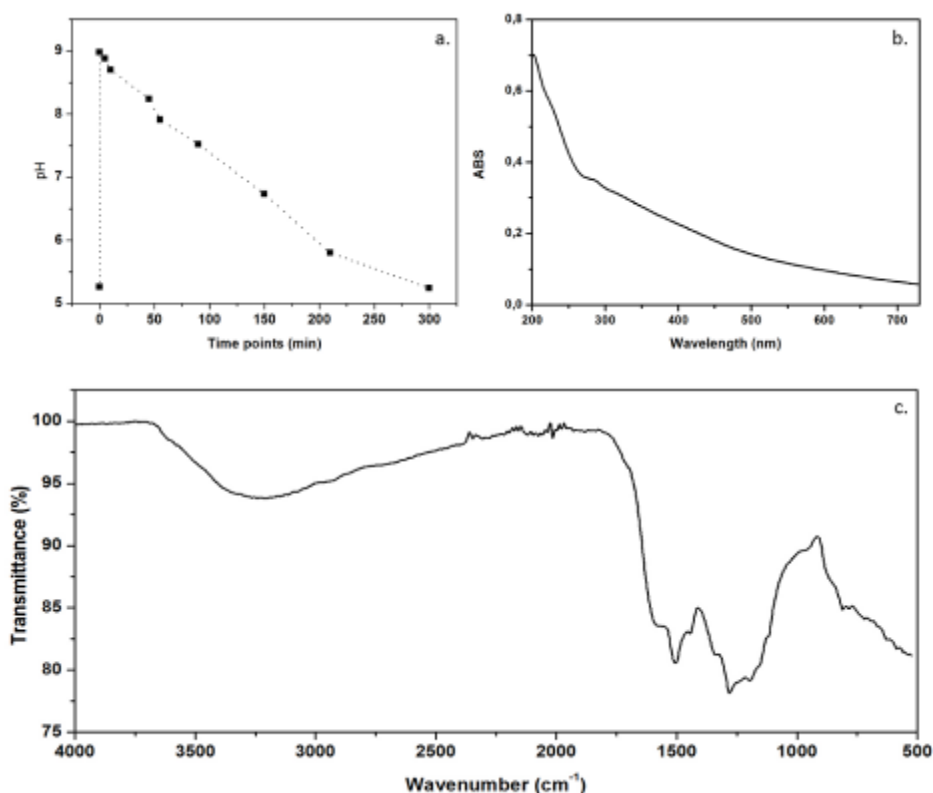 a.
9
8
7
6
5
pH
0 50 100 150 200 250 300
Time points (min)
b.
0,8
0,6
0,4
0,2
0,0
ABS
200 300 400 500 600 700
Wavelength (nm)
c.
100
95
90
85
80
75
Transmittance (%)
4000 3500 3000 2500 2000 1500 1000 500
Wavenumber (cm⁻¹)